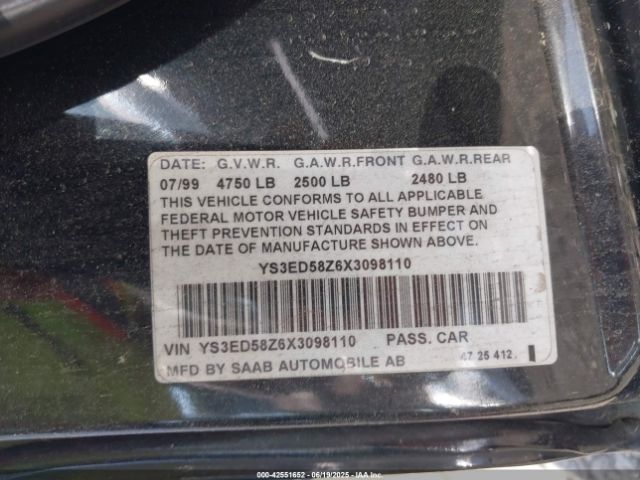 DATE: G.V.W.R. G.A.W.R.FRONT G.A.W.R.REAR
07/99 4750 LB 2500 LB 2480 LB
THIS VEHICLE CONFORMS TO ALL APPLICABLE
FEDERAL MOTOR VEHICLE SAFETY BUMPER AND
THEFT PREVENTION STANDARDS IN EFFECT ON
THE DATE OF MANUFACTURE SHOWN ABOVE.
YS3ED58Z6X3098110
VIN YS3ED58Z6X3098110 PASS. CAR
MFD BY SAAB AUTOMOBILE AB 47 25 412
000-42551652 - 06/19/2025 - IAAI.com